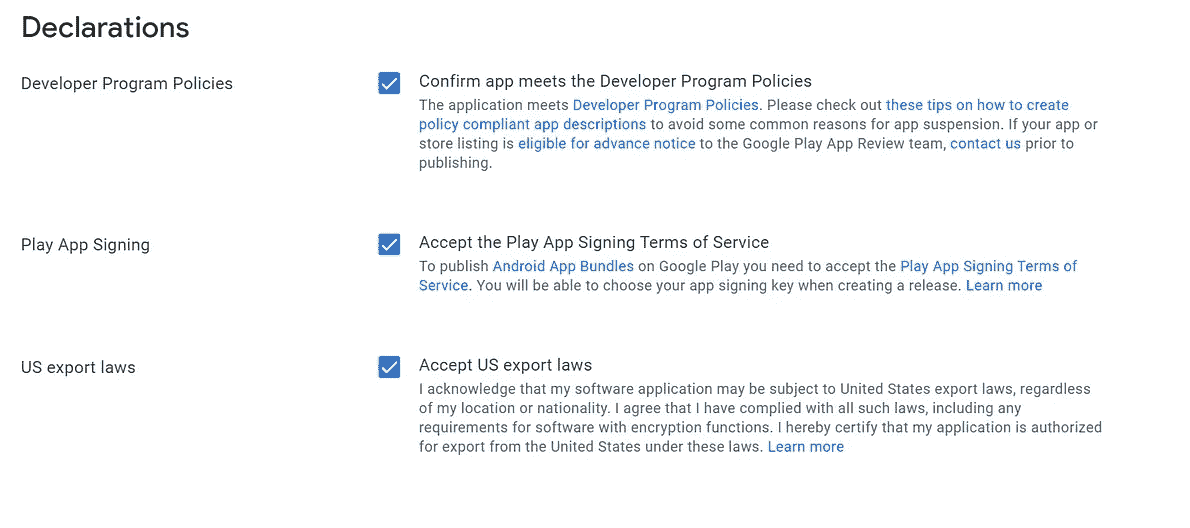 Declarations
Developer Program Policies
Confirm app meets the Developer Program Policies
The application meets Developer Program Policies. Please check out these tips on how to create
policy compliant app descriptions to avoid some common reasons for app suspension. If your app or
store listing is eligible for advance notice to the Google Play App Review team, contact us prior to
publishing.
Play App Signing
Accept the Play App Signing Terms of Service
To publish Android App Bundles on Google Play you need to accept the Play App Signing Terms of
Service. You will be able to choose your app signing key when creating a release. Learn more
US export laws
Accept US export laws
I acknowledge that my software application may be subject to United States export laws, regardless
of my location or nationality. I agree that I have complied with all such laws, including any
requirements for software with encryption functions. I hereby certify that my application is authorized
for export from the United States under these laws. Learn more